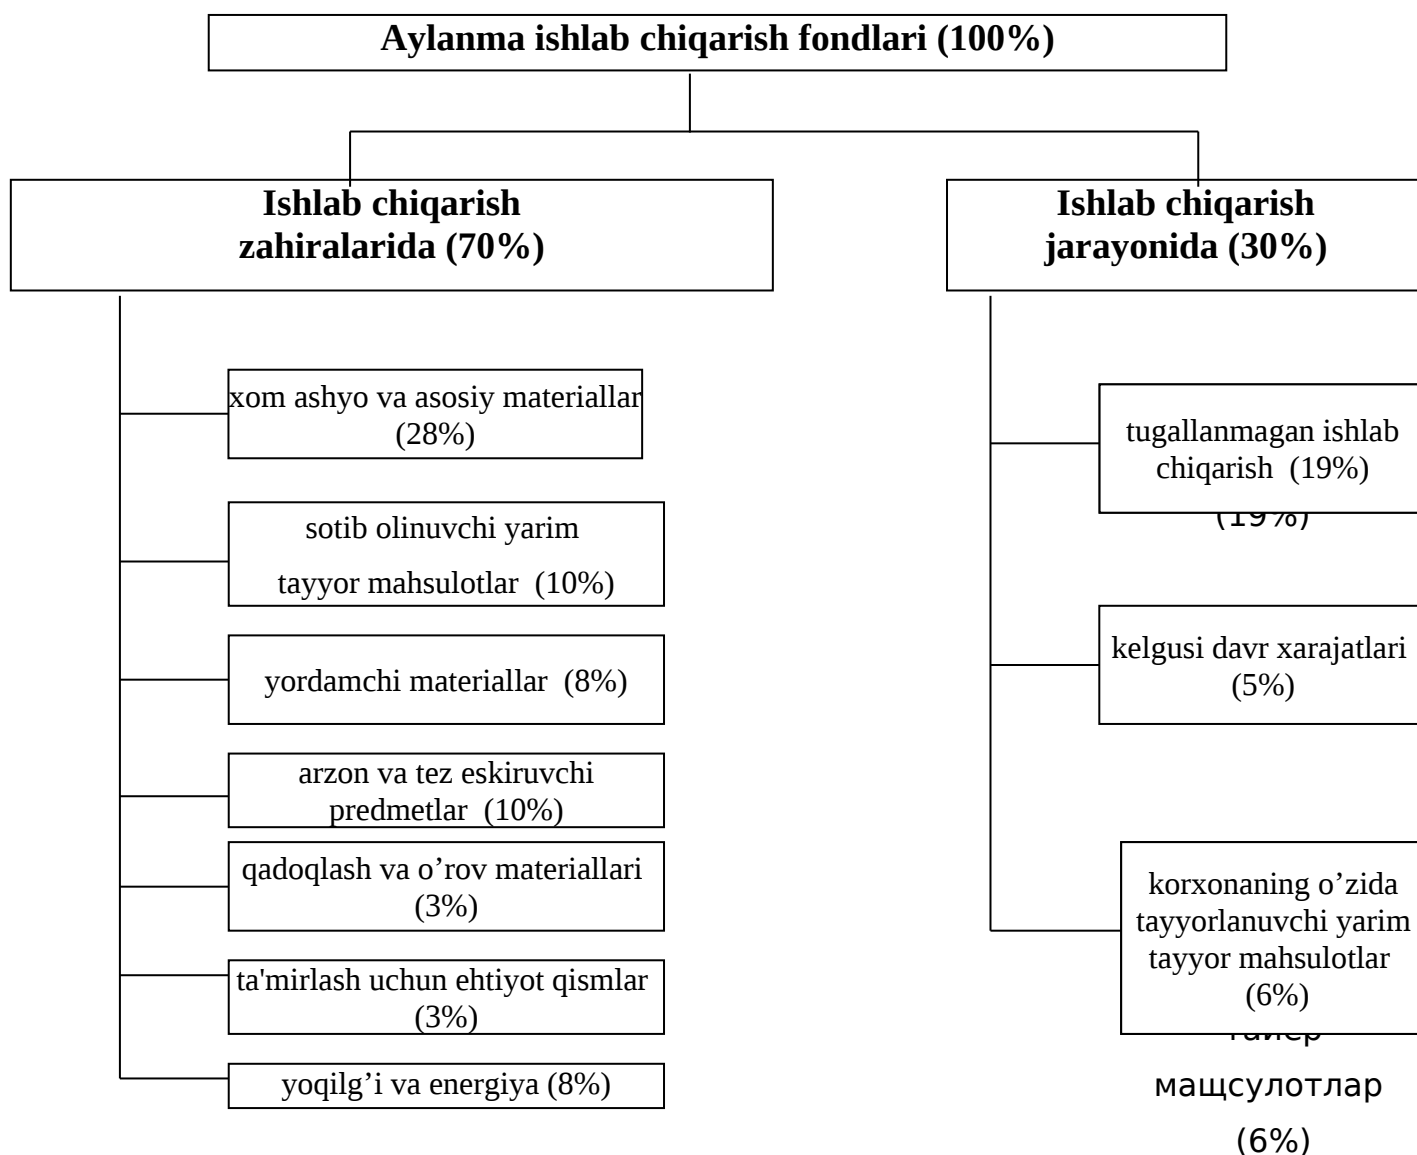 Aylanma ishlab chiqarish fondlari (100%)
Ishlab chiqarish
zahiralarida (70%)
xom ashyo va asosiy materiallar
(28%)
sotib olinuvchi yarim
tayyor mahsulotlar (10%)
yordamchi materiallar (8%)
arzon va tez eskiruvchi
predmetlar (10%)
qadoqlash va o’rov materiallari
(3%)
ta'mirlash uchun ehtiyot qismlar
(3%)
yoqilg’i va energiya (8%)
Ishlab chiqarish
jarayonida (30%)
tugallanmagan ishlab
chiqarish (19%)
(19%)
kelgusi davr xarajatlari
(5%)
korxonaning o’zida
tayyorlanuvchi yarim
tayyor mahsulotlar
(6%)
мащсулотлар
(6%)